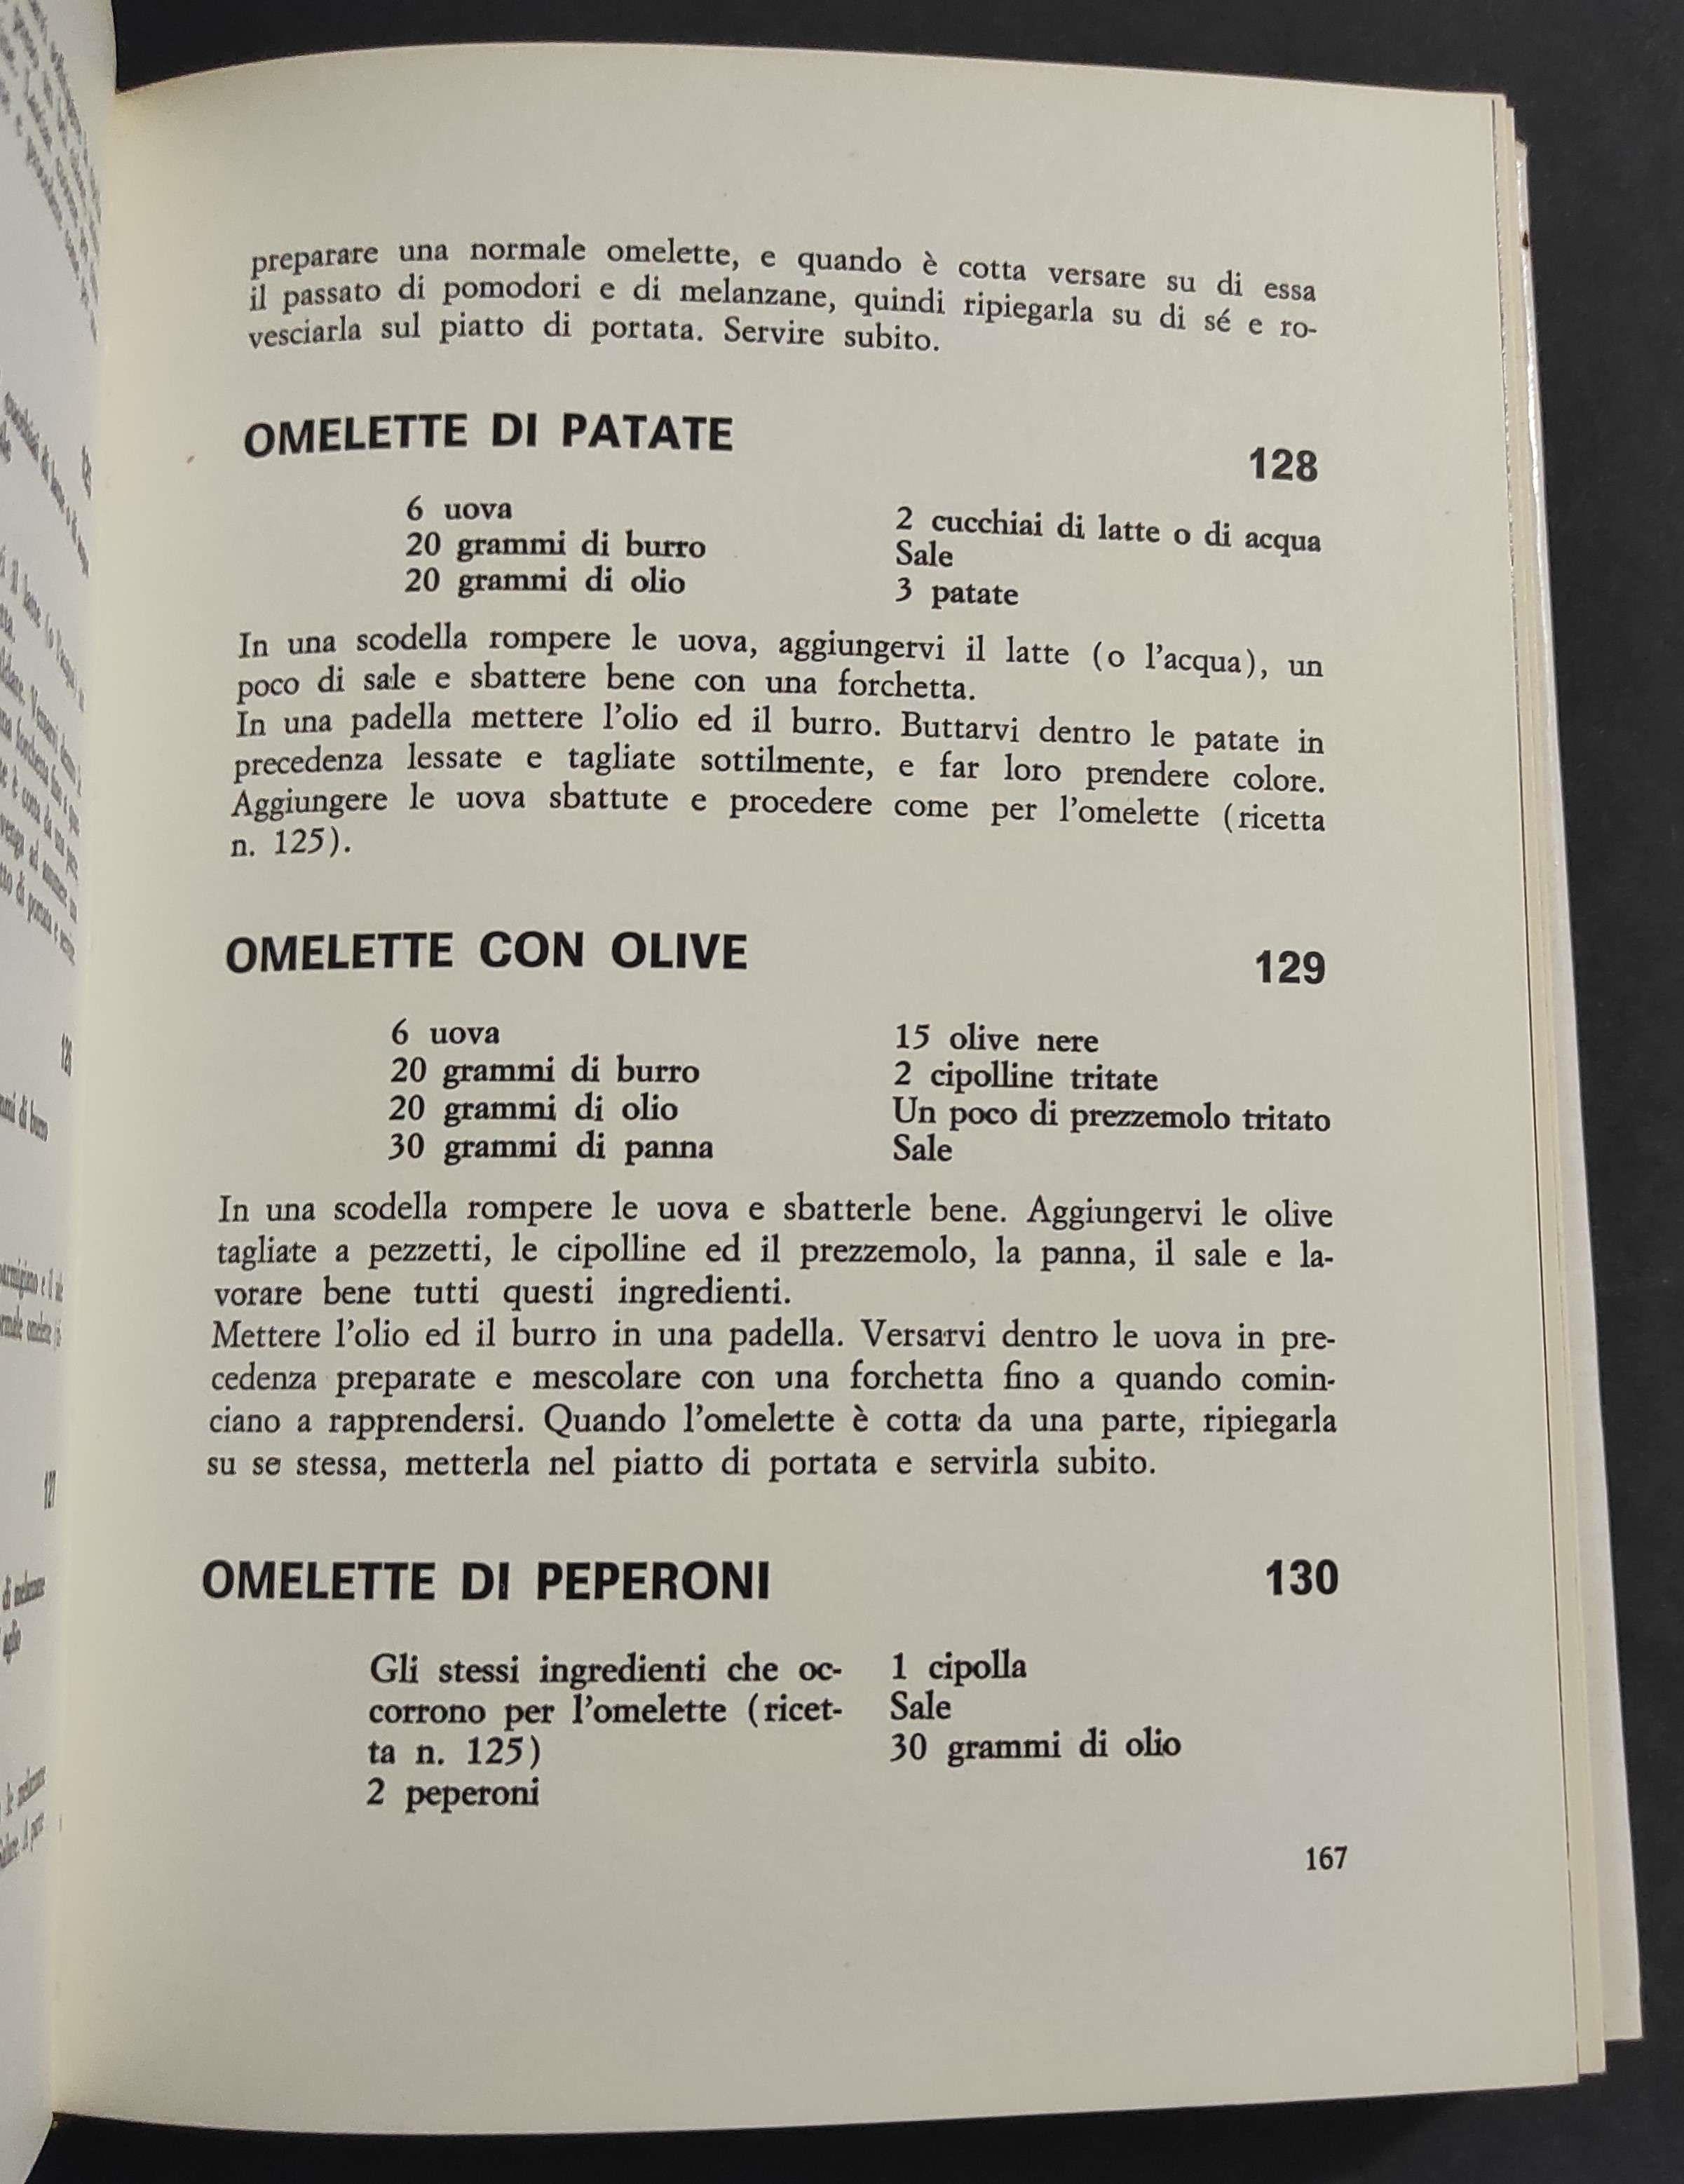 preparare una normale omelette, e quando è cotta versare su di essa
il passato di pomodori e di melanzane, quindi ripiegarla su di sé e ro-
vesciarla sul piatto di portata. Servire subito.
OMELETTE DI PATATE
128
6 uova
20 grammi di burro
20 grammi di olio
2 cucchiai di latte o di acqua
Sale
3 patate
In una scodella rompere le uova, aggiungervi il latte (o l'acqua), un
poco di sale e sbattere bene con una forchetta.
In una padella mettere l'olio ed il burro. Buttarvi dentro le patate in
precedenza lessate e tagliate sottilmente, e far loro prendere colore.
Aggiungere le uova sbattute e procedere come per l'omelette (ricetta
n. 125).
OMELETTE CON OLIVE
129
6 uova
20 grammi di burro
20 grammi di olio
30 grammi di panna
15 olive nere
2 cipolline tritate
Un poco di prezzemolo tritato
Sale
In una scodella rompere le uova e sbatterle bene. Aggiungervi le olive
tagliate a pezzetti, le cipolline ed il prezzemolo, la panna, il sale e la-
vorare bene tutti questi ingredienti.
Mettere l'olio ed il burro in una padella. Versarvi dentro le uova in pre-
cedenza preparate e mescolare con una forchetta fino a quando comin-
ciano a rapprendersi. Quando l'omelette è cotta da una parte, ripiegarla
su se stessa, metterla nel piatto di portata e servirla subito.
OMELETTE DI PEPERONI
130
Gli stessi ingredienti che oc-
corrono per l'omelette (ricet-
ta n. 125)
2 peperoni
1 cipolla
Sale
30 grammi di olio
167
126
di burro
127